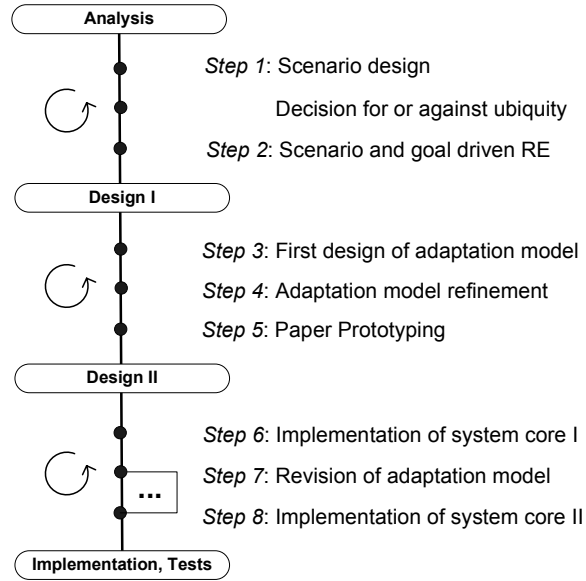 Analysis
Step 1: Scenario design
Decision for or against ubiquity
Step 2: Scenario and goal driven RE
Design I
Step 3: First design of adaptation model
Step 4: Adaptation model refinement
Step 5: Paper Prototyping
Design II
Step 6: Implementation of system core I
Step 7: Revision of adaptation model
...
Step 8: Implementation of system core II
Implementation, Tests